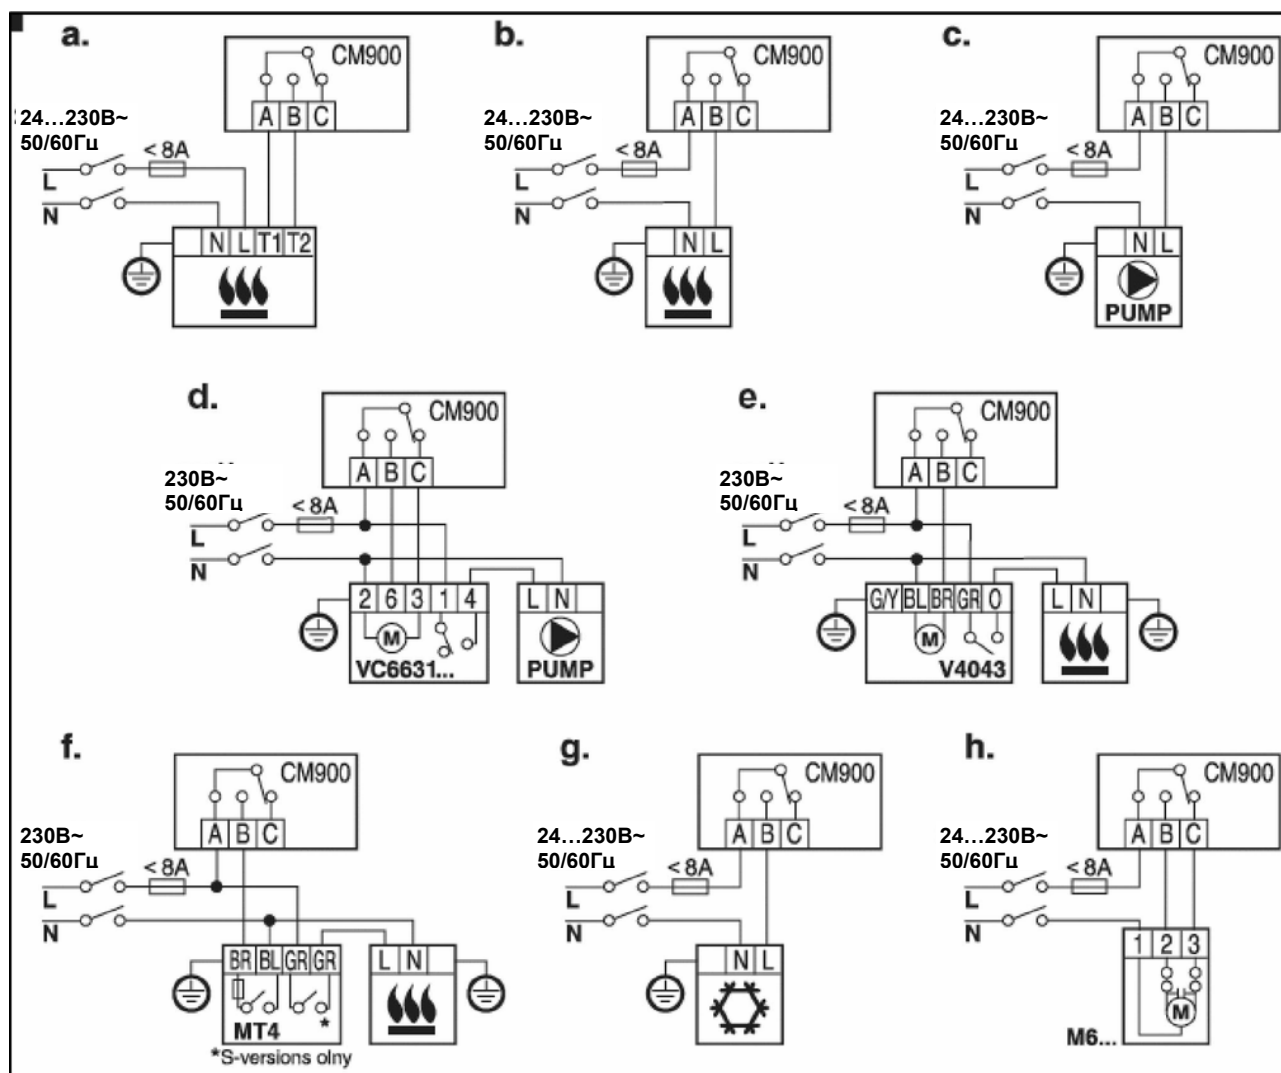 a.
CM900
A B C
24...230В~
50/60Гц
< 8A
L
N
N L T1 T2
b.
CM900
A B C
24...230В~
50/60Гц
< 8A
L
N
N L
c.
CM900
A B C
24...230В~
50/60Гц
< 8A
L
N
N L
PUMP
d.
CM900
A B C
230В~
50/60Гц
< 8A
L
N
2 6 3 1 4
M
VC6631...
L N
PUMP
e.
CM900
A B C
230В~
50/60Гц
< 8A
L
N
G/Y BL BR GR O
M
V4043
L N
f.
CM900
A B C
230В~
50/60Гц
< 8A
L
N
BR BL GR GR
*
MT4
L N
*S-versions olny
g.
CM900
A B C
24...230В~
50/60Гц
< 8A
L
N
N L
h.
CM900
A B C
24...230В~
50/60Гц
< 8A
L
N
1 2 3
M
M6...